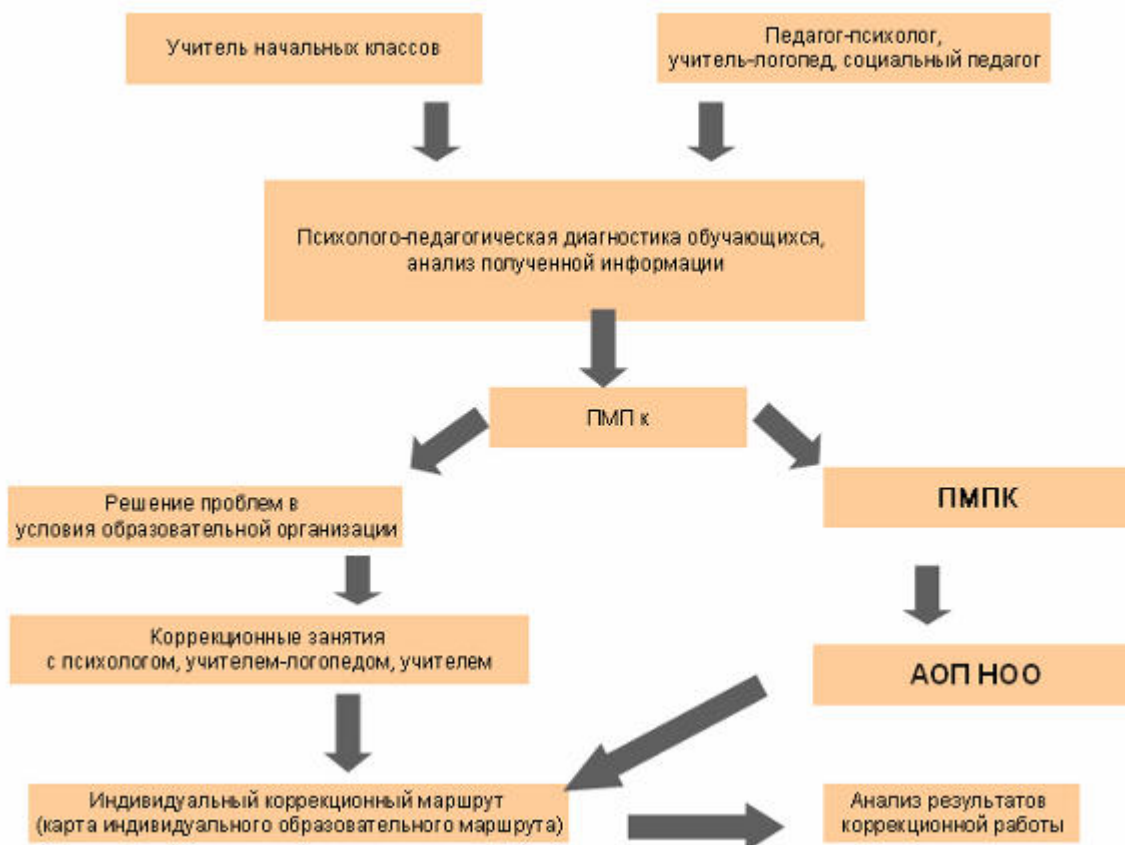 Учитель начальных классов
Педагог-психолог,
учитель-логопед, социальный педагог
Психолого-педагогическая диагностика обучающихся,
анализ полученной информации
ПМП к
Решение проблем в
условия образовательной организации
ПМПК
Коррекционные занятия
с психологом, учителем-логопедом, учителем
АОП НОО
Индивидуальный коррекционный маршрут
(карта индивидуального образовательного маршрута)
Анализ результатов
коррекционной работы